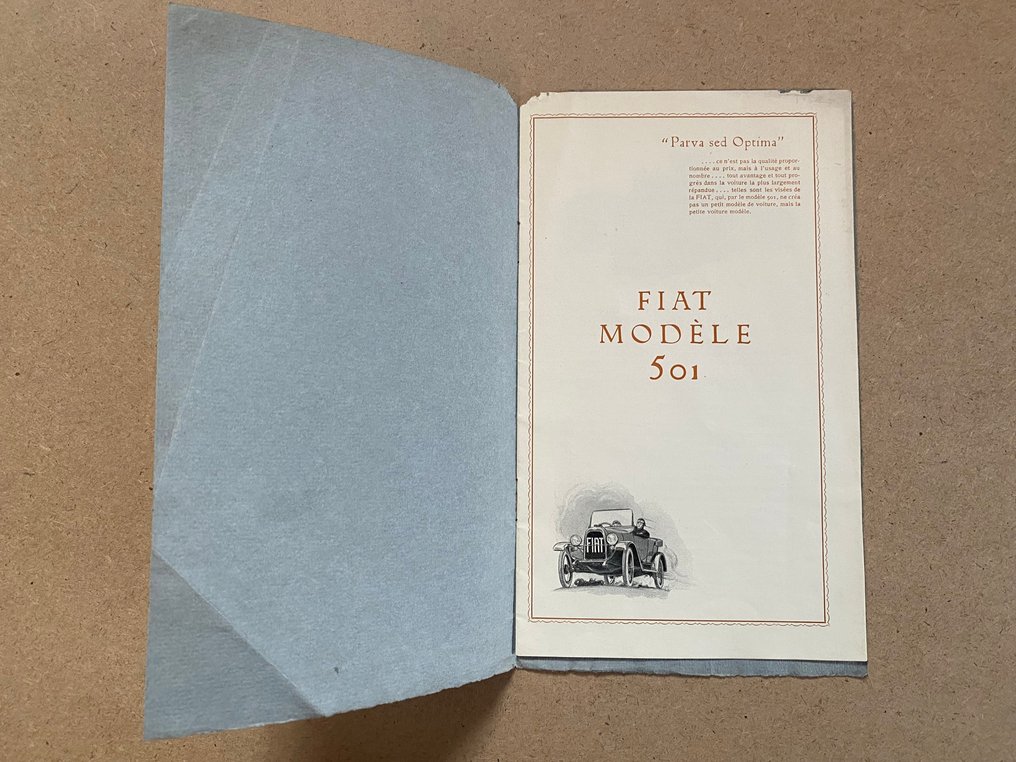 “Parva sed Optima”
. . . . ce n'est pas la qualité propor-
tionnée au prix, mais à l'usage et au
nombre . . . . tout avantage et tout pro-
grés dans la voiture la plus largement
répandue . . . . telles sont les visées de
la FIAT, qui, par le modèle 501, ne créa
pas un petit modèle de voiture, mais la
petite voiture modèle.
FIAT
MODÈLE
501
FIAT